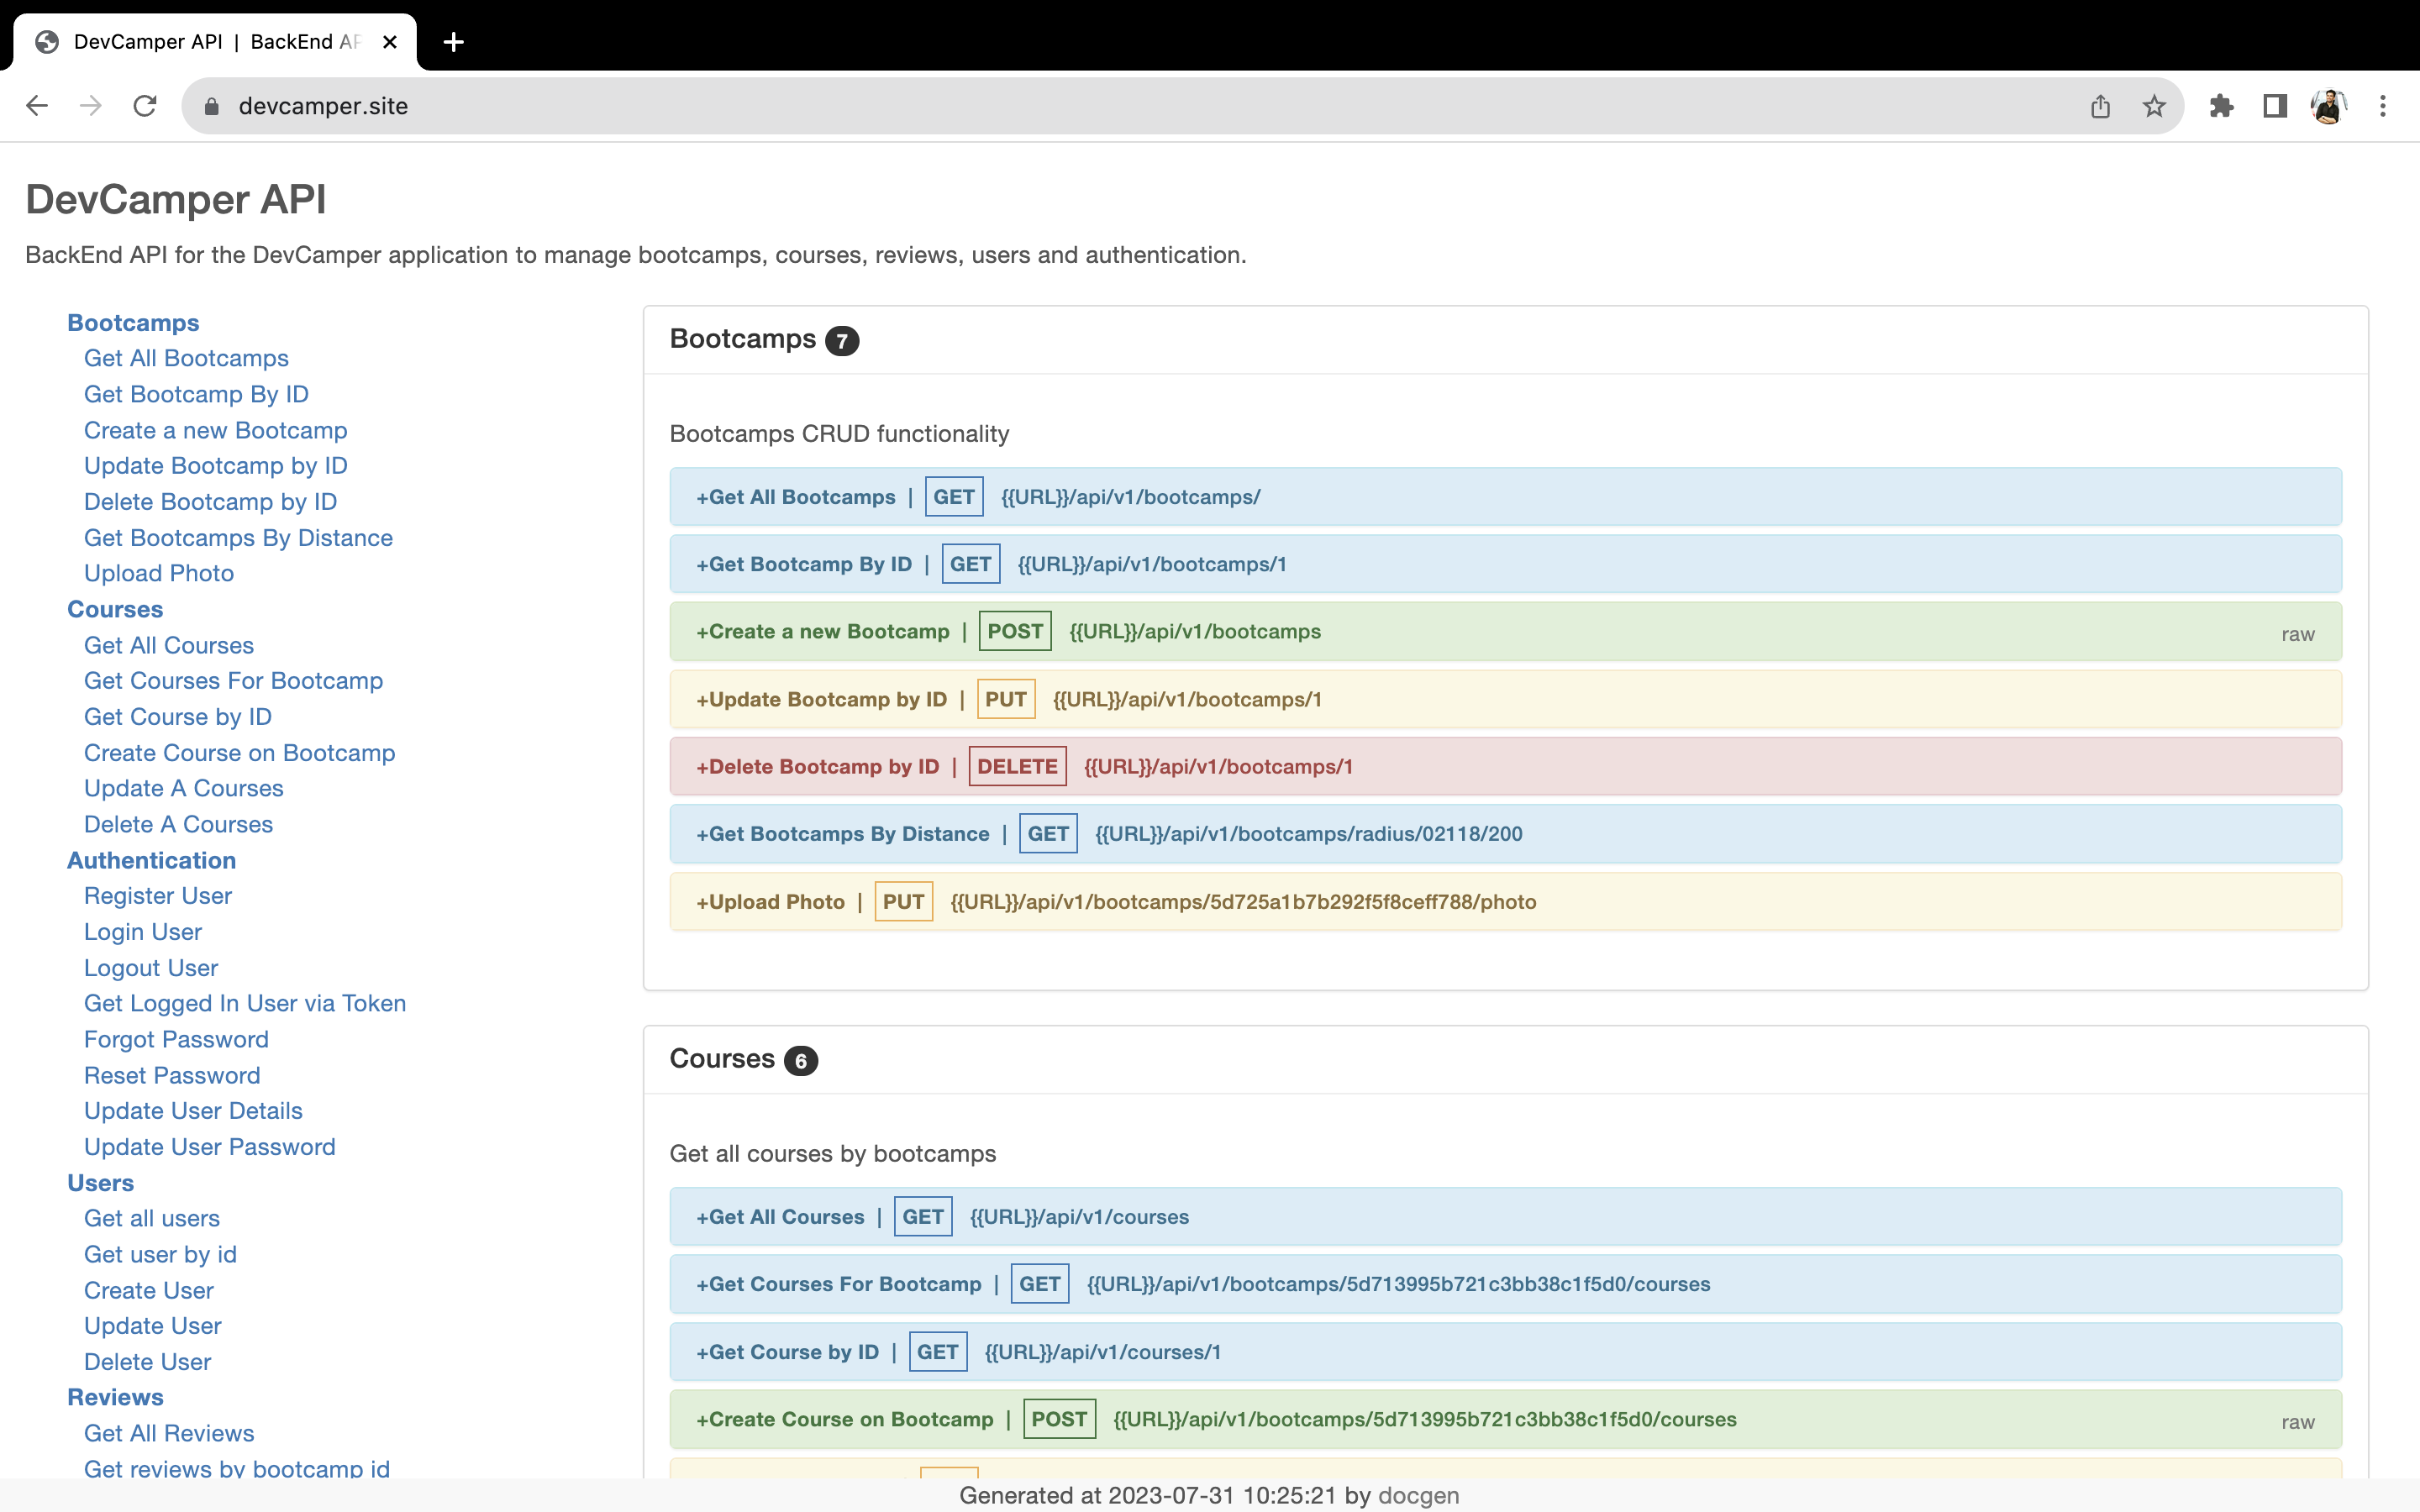 DevCamper API | BackEnd AP
devcamper.site
DevCamper API
BackEnd API for the DevCamper application to manage bootcamps, courses, reviews, users and authentication.
Bootcamps
Get All Bootcamps
Get Bootcamp By ID
Create a new Bootcamp
Update Bootcamp by ID
Delete Bootcamp by ID
Get Bootcamps By Distance
Upload Photo
Courses
Get All Courses
Get Courses For Bootcamp
Get Course by ID
Create Course on Bootcamp
Update A Courses
Delete A Courses
Authentication
Register User
Login User
Logout User
Get Logged In User via Token
Forgot Password
Reset Password
Update User Details
Update User Password
Users
Get all users
Get user by id
Create User
Update User
Delete User
Reviews
Get All Reviews
Get reviews by bootcamp id
Bootcamps 7
Bootcamps CRUD functionality
+Get All Bootcamps | GET {{URL}}/api/v1/bootcamps/
+Get Bootcamp By ID | GET {{URL}}/api/v1/bootcamps/1
+Create a new Bootcamp | POST {{URL}}/api/v1/bootcamps raw
+Update Bootcamp by ID | PUT {{URL}}/api/v1/bootcamps/1
+Delete Bootcamp by ID | DELETE {{URL}}/api/v1/bootcamps/1
+Get Bootcamps By Distance | GET {{URL}}/api/v1/bootcamps/radius/02118/200
+Upload Photo | PUT {{URL}}/api/v1/bootcamps/5d725a1b7b292f5f8ceff788/photo
Courses 6
Get all courses by bootcamps
+Get All Courses | GET {{URL}}/api/v1/courses
+Get Courses For Bootcamp | GET {{URL}}/api/v1/bootcamps/5d713995b721c3bb38c1f5d0/courses
+Get Course by ID | GET {{URL}}/api/v1/courses/1
+Create Course on Bootcamp | POST {{URL}}/api/v1/bootcamps/5d713995b721c3bb38c1f5d0/courses raw
Generated at 2023-07-31 10:25:21 by docgen